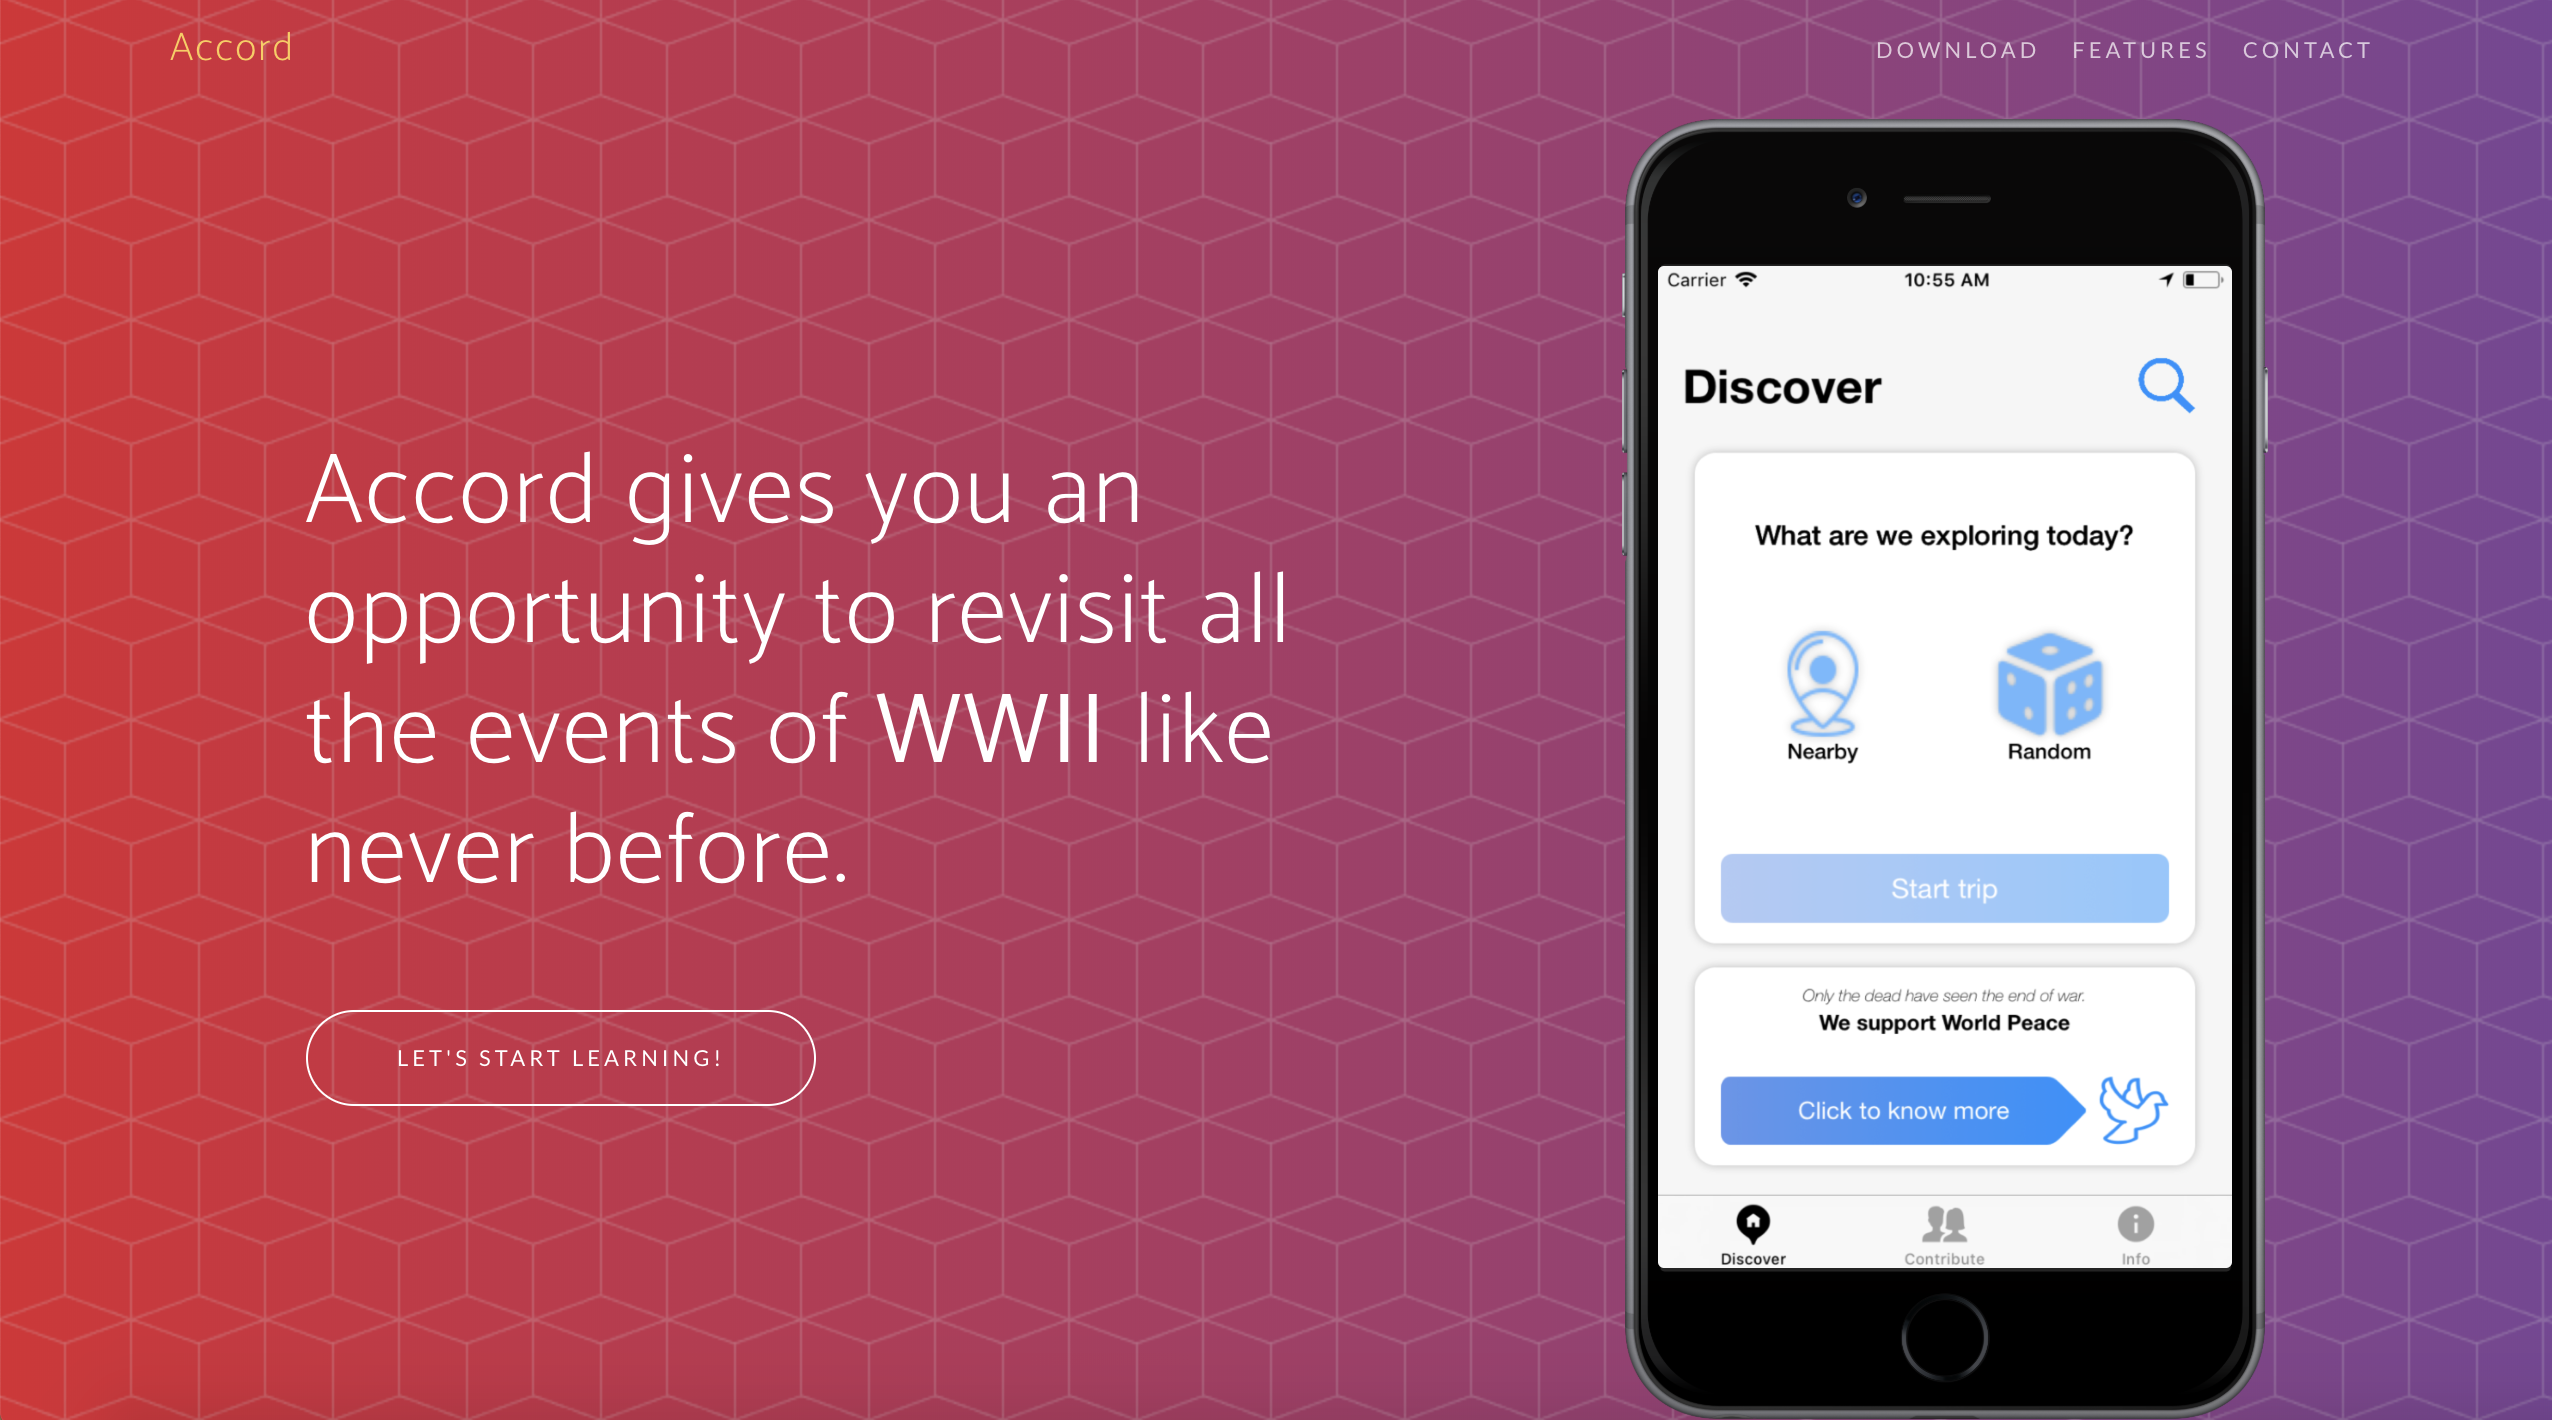 Accord
DOWNLOAD FEATURES CONTACT
Accord gives you an
opportunity to revisit all
the events of WWII like
never before.
LET'S START LEARNING!
Carrier 10:55 AM
Discover
What are we exploring today?
Nearby Random
Start trip
Only the dead have seen the end of war.
We support World Peace
Click to know more
Discover Contribute Info